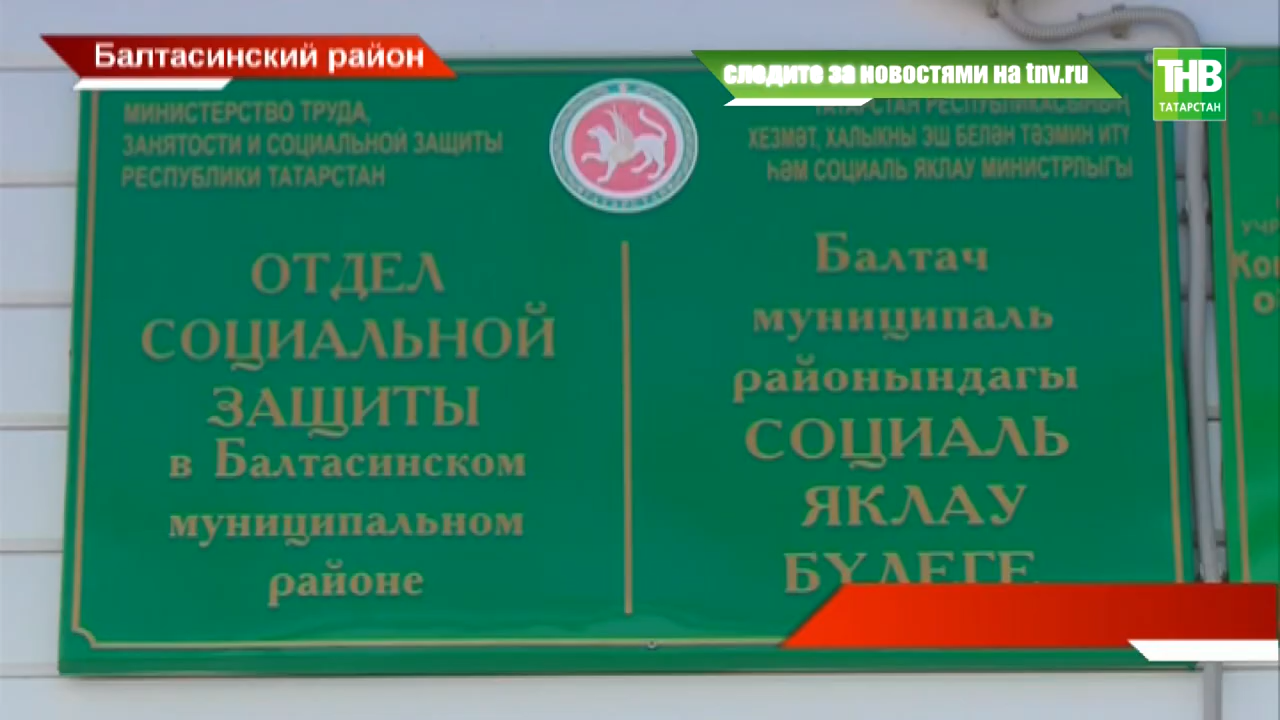 Балтасинский район
следите за новостями на tnv.ru
ТНВ
ТАТАРСТАН
МИНИСТЕРСТВО ТРУДА,
ЗАНЯТОСТИ И СОЦИАЛЬНОЙ ЗАЩИТЫ
РЕСПУБЛИКИ ТАТАРСТАН
ТАТАРСТАН РЕСПУБЛИКАСЫНЫҢ
ХЕЗМӘТ, ХАЛЫКНЫ ЭШ БЕЛӘН ТӘЭМИН ИТҮ
ҺӘМ СОЦИАЛЬ ЯКЛАУ МИНИСТРЛЫГЫ
ОТДЕЛ
СОЦИАЛЬНОЙ
ЗАЩИТЫ
в Балтасинском
муниципальном
районе
Балтач
муниципаль
районындагы
СОЦИАЛЬ
ЯКЛАУ
БҮЛЕГЕ